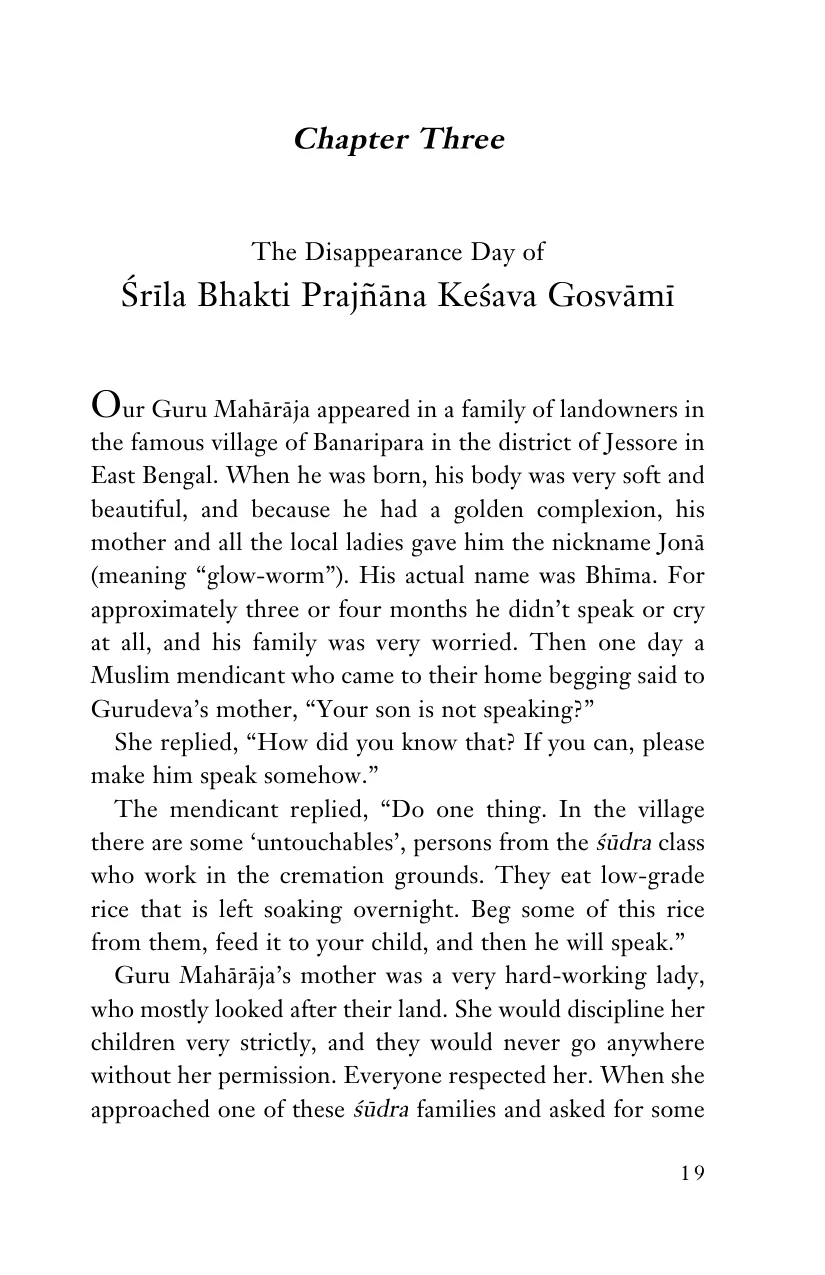 Chapter Three
The Disappearance Day of
Śrīla Bhakti Prajñāna Keśava Gosvāmī
Our Guru Mahārāja appeared in a family of landowners in
the famous village of Banaripara in the district of Jessore in
East Bengal. When he was born, his body was very soft and
beautiful, and because he had a golden complexion, his
mother and all the local ladies gave him the nickname Jonā
(meaning “glow-worm”). His actual name was Bhīma. For
approximately three or four months he didn’t speak or cry
at all, and his family was very worried. Then one day a
Muslim mendicant who came to their home begging said to
Gurudeva’s mother, “Your son is not speaking?”
She replied, “How did you know that? If you can, please
make him speak somehow.”
The mendicant replied, “Do one thing. In the village
there are some ‘untouchables’, persons from the śūdra class
who work in the cremation grounds. They eat low-grade
rice that is left soaking overnight. Beg some of this rice
from them, feed it to your child, and then he will speak.”
Guru Mahārāja’s mother was a very hard-working lady,
who mostly looked after their land. She would discipline her
children very strictly, and they would never go anywhere
without her permission. Everyone respected her. When she
approached one of these śūdra families and asked for some
19